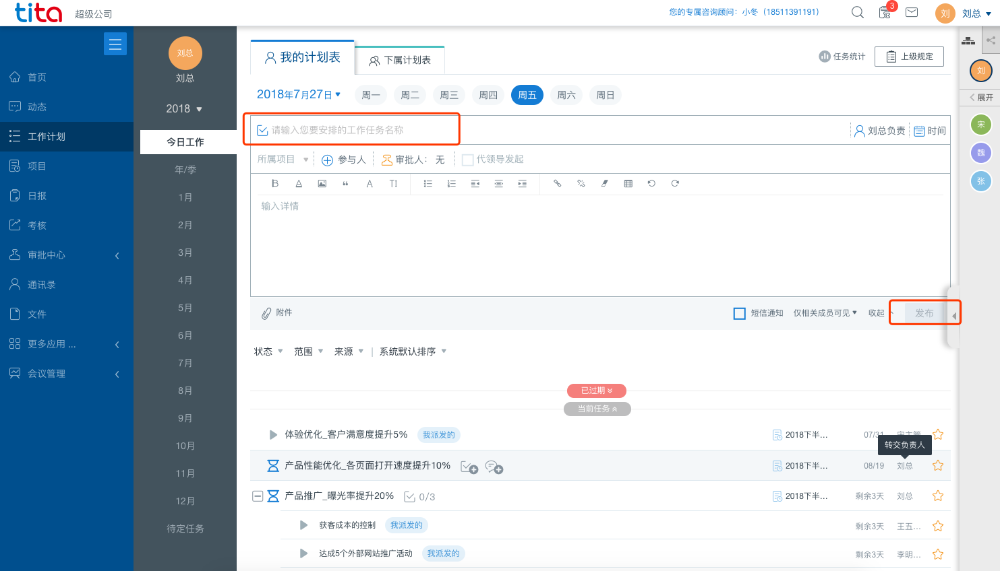 tita 超级公司 您的专属咨询顾问：小冬（18511391191） 3 刘 刘总
首页
动态
工作计划
项目
日报
考核
审批中心
通讯录
文件
更多应用 ...
会议管理
刘总
刘总
2018
今日工作
年/季
1月
2月
3月
4月
5月
6月
7月
8月
9月
10月
11月
12月
待定任务
我的计划表 下属计划表 任务统计 上级规定
2018年7月27日 周一 周二 周三 周四 周五 周六 周日
请输入您要安排的工作任务名称 刘总负责 时间
所属项目 参与人 审批人： 无 代领导发起
输入详情
附件 短信通知 仅相关成员可见 收起 发布
状态 范围 来源 | 系统默认排序
已过期
当前任务
体验优化_客户满意度提升5% 我派发的 2018下半... 07/31
转交负责人
产品性能优化_各页面打开速度提升10% 2018下半... 08/19 刘总
产品推广_曝光率提升20% 0/3 2018下半... 剩余3天 刘总
获客成本的控制 我派发的 剩余3天 王五...
达成5个外部网站推广活动 我派发的 剩余3天 李明...
刘
展开
宋
魏
张